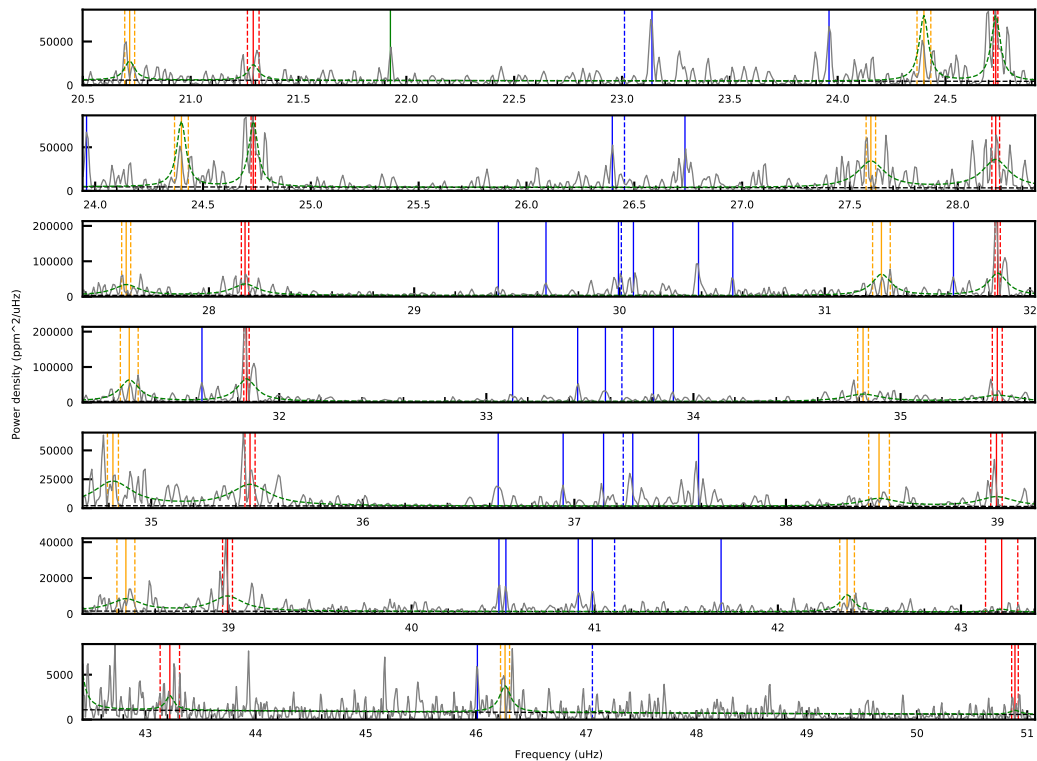 50000
0
20.5 21.0 21.5 22.0 22.5 23.0 23.5 24.0 24.5
50000
0
24.0 24.5 25.0 25.5 26.0 26.5 27.0 27.5 28.0
200000
100000
0
28 29 30 31 32
200000
100000
0
32 33 34 35
50000
25000
0
35 36 37 38 39
40000
20000
0
39 40 41 42 43
5000
0
43 44 45 46 47 48 49 50 51
Power density (ppm^2/uHz)
Frequency (uHz)